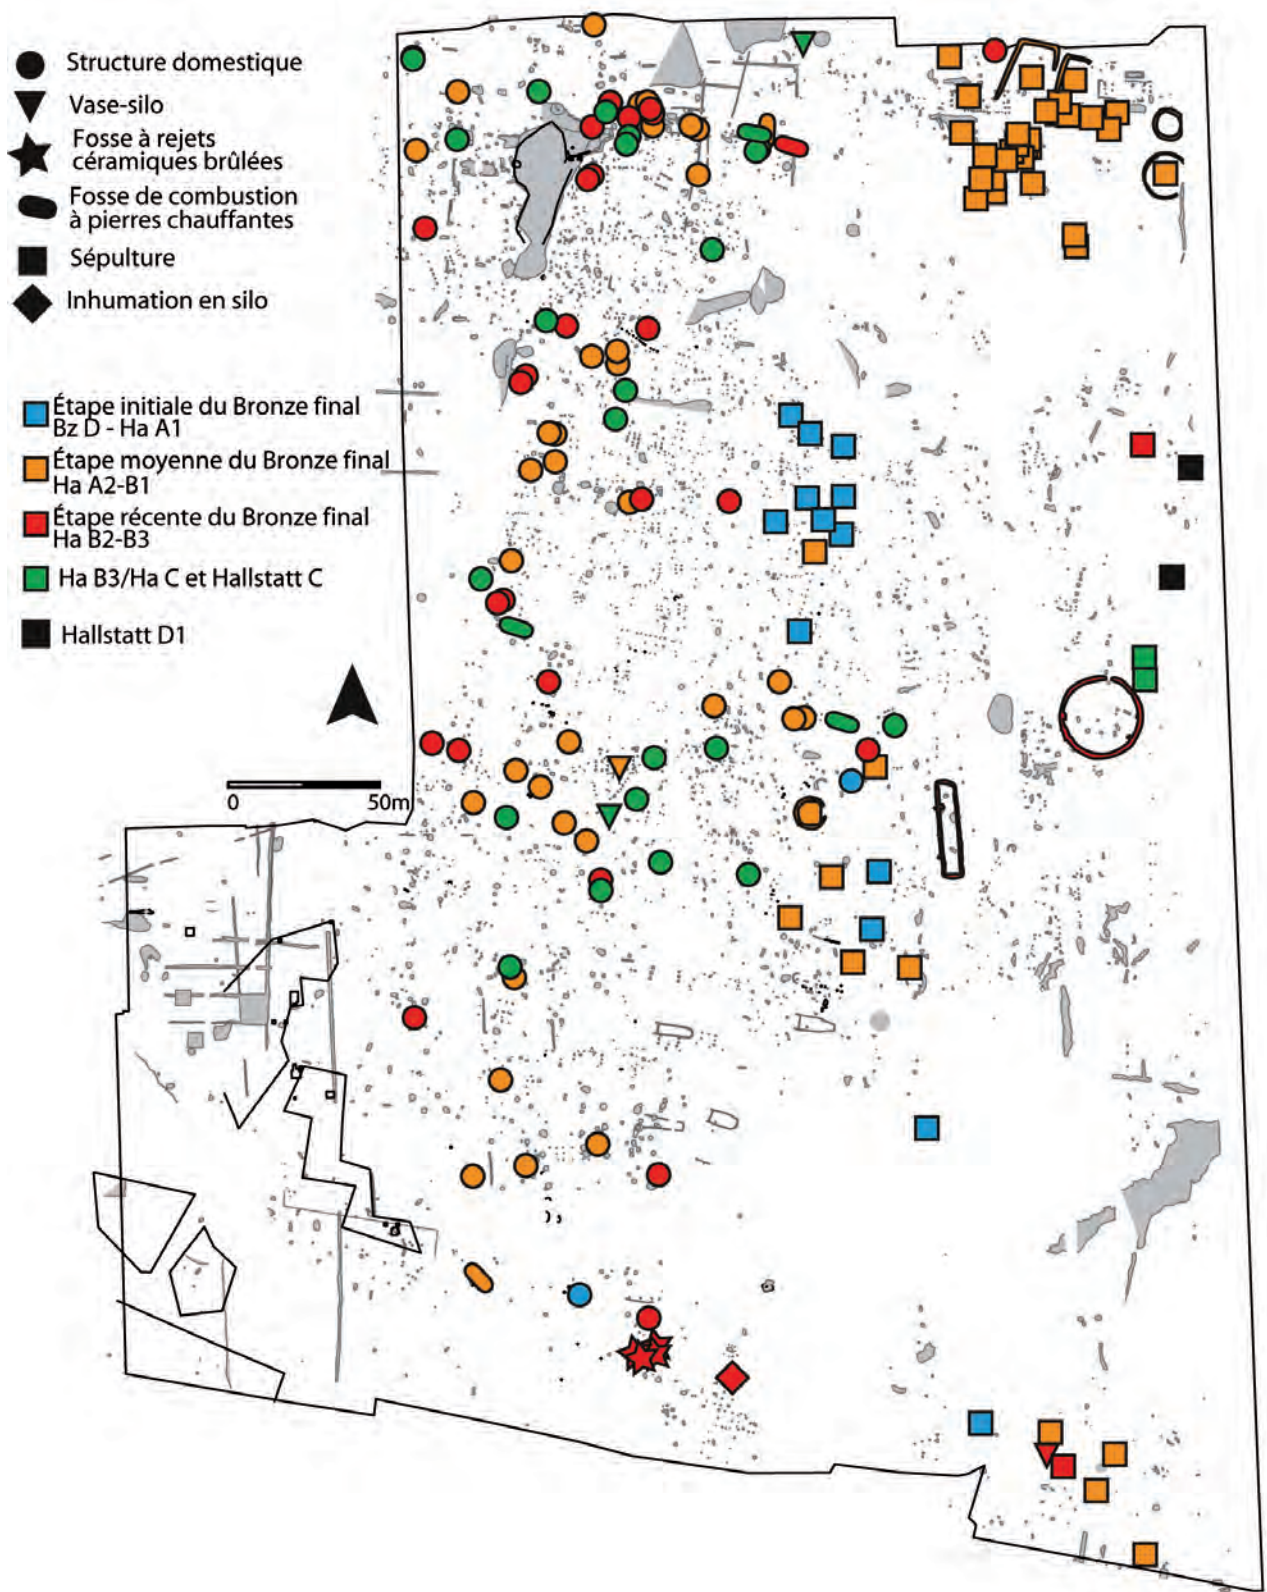 Structure domestique
Vase-silo
Fosse à rejets
céramiques brûlées
Fosse de combustion
à pierres chauffantes
Sépulture
Inhumation en silo
Étape initiale du Bronze final
Bz D - Ha A1
Étape moyenne du Bronze final
Ha A2-B1
Étape récente du Bronze final
Ha B2-B3
Ha B3/Ha C et Hallstatt C
Hallstatt D1
0 50m